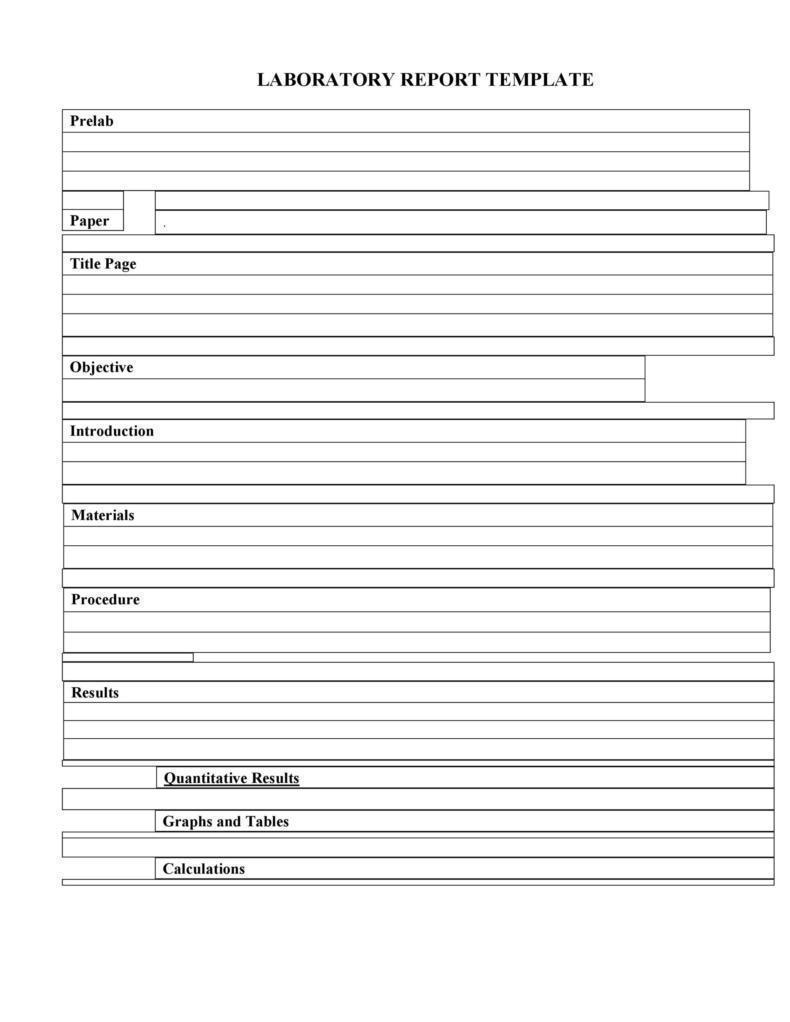 LABORATORY REPORT TEMPLATE
Prelab
Paper .
Title Page
Objective
Introduction
Materials
Procedure
Results
Quantitative Results
Graphs and Tables
Calculations